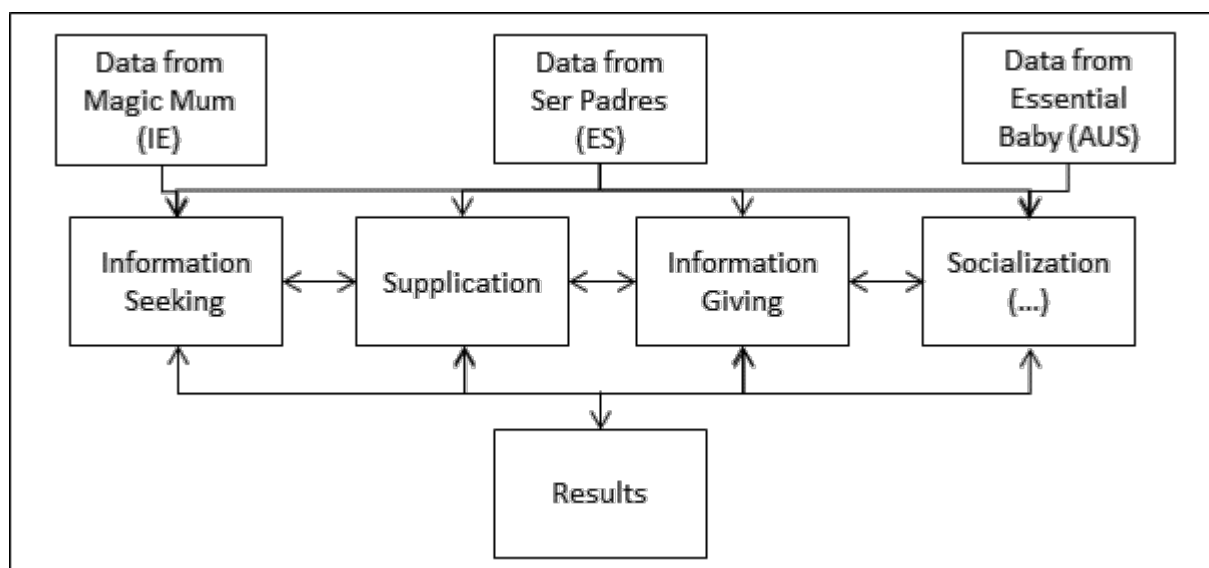 Data from
Magic Mum
(IE)
Data from
Ser Padres
(ES)
Data from
Essential
Baby (AUS)
Information
Seeking
Supplication
Information
Giving
Socialization
(...)
Results